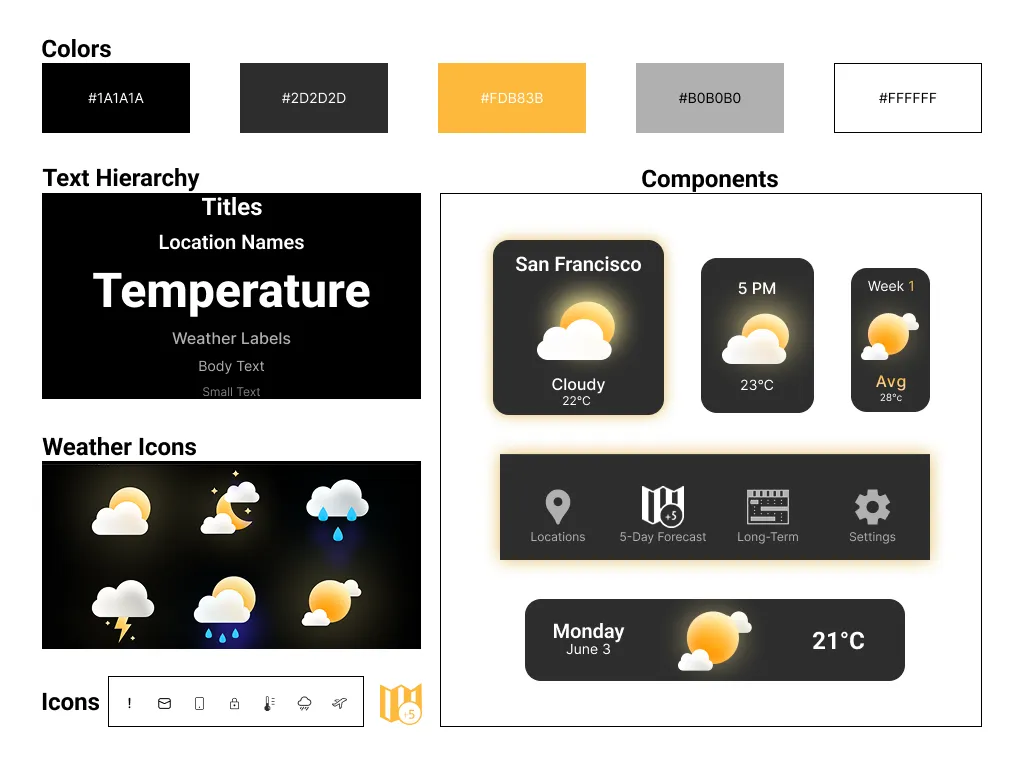 Colors
#1A1A1A
#2D2D2D
#FDB83B
#B0B0B0
#FFFFFF
Text Hierarchy
Titles
Location Names
Temperature
Weather Labels
Body Text
Small Text
Components
San Francisco
Cloudy
22°C
5 PM
23°C
Week 1
Avg
28°c
+5
Locations
5-Day Forecast
Long-Term
Settings
Monday
June 3
21°C
Weather Icons
Icons
!
+5